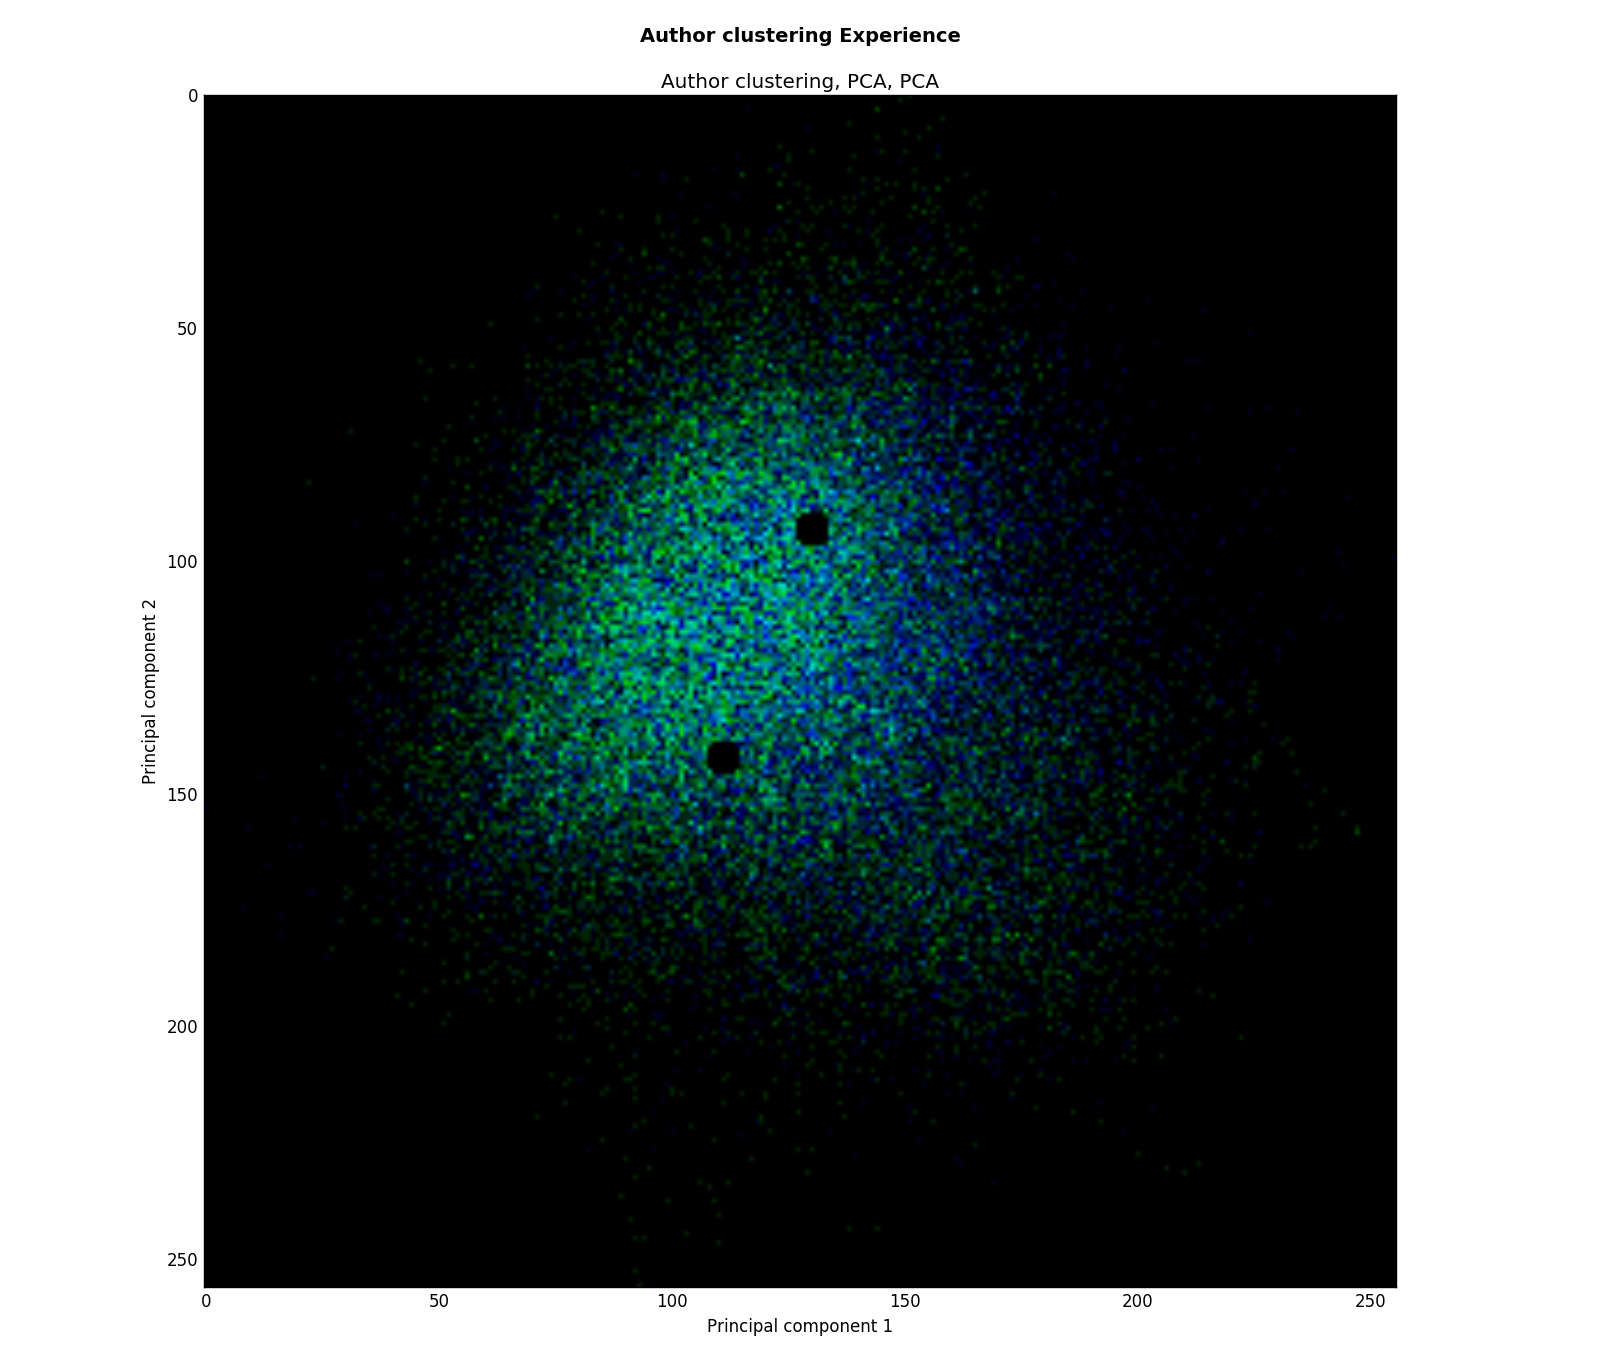 Author clustering Experience
Author clustering, PCA, PCA
0
50
100
150
200
250
Principal component 2
0 50 100 150 200 250
Principal component 1